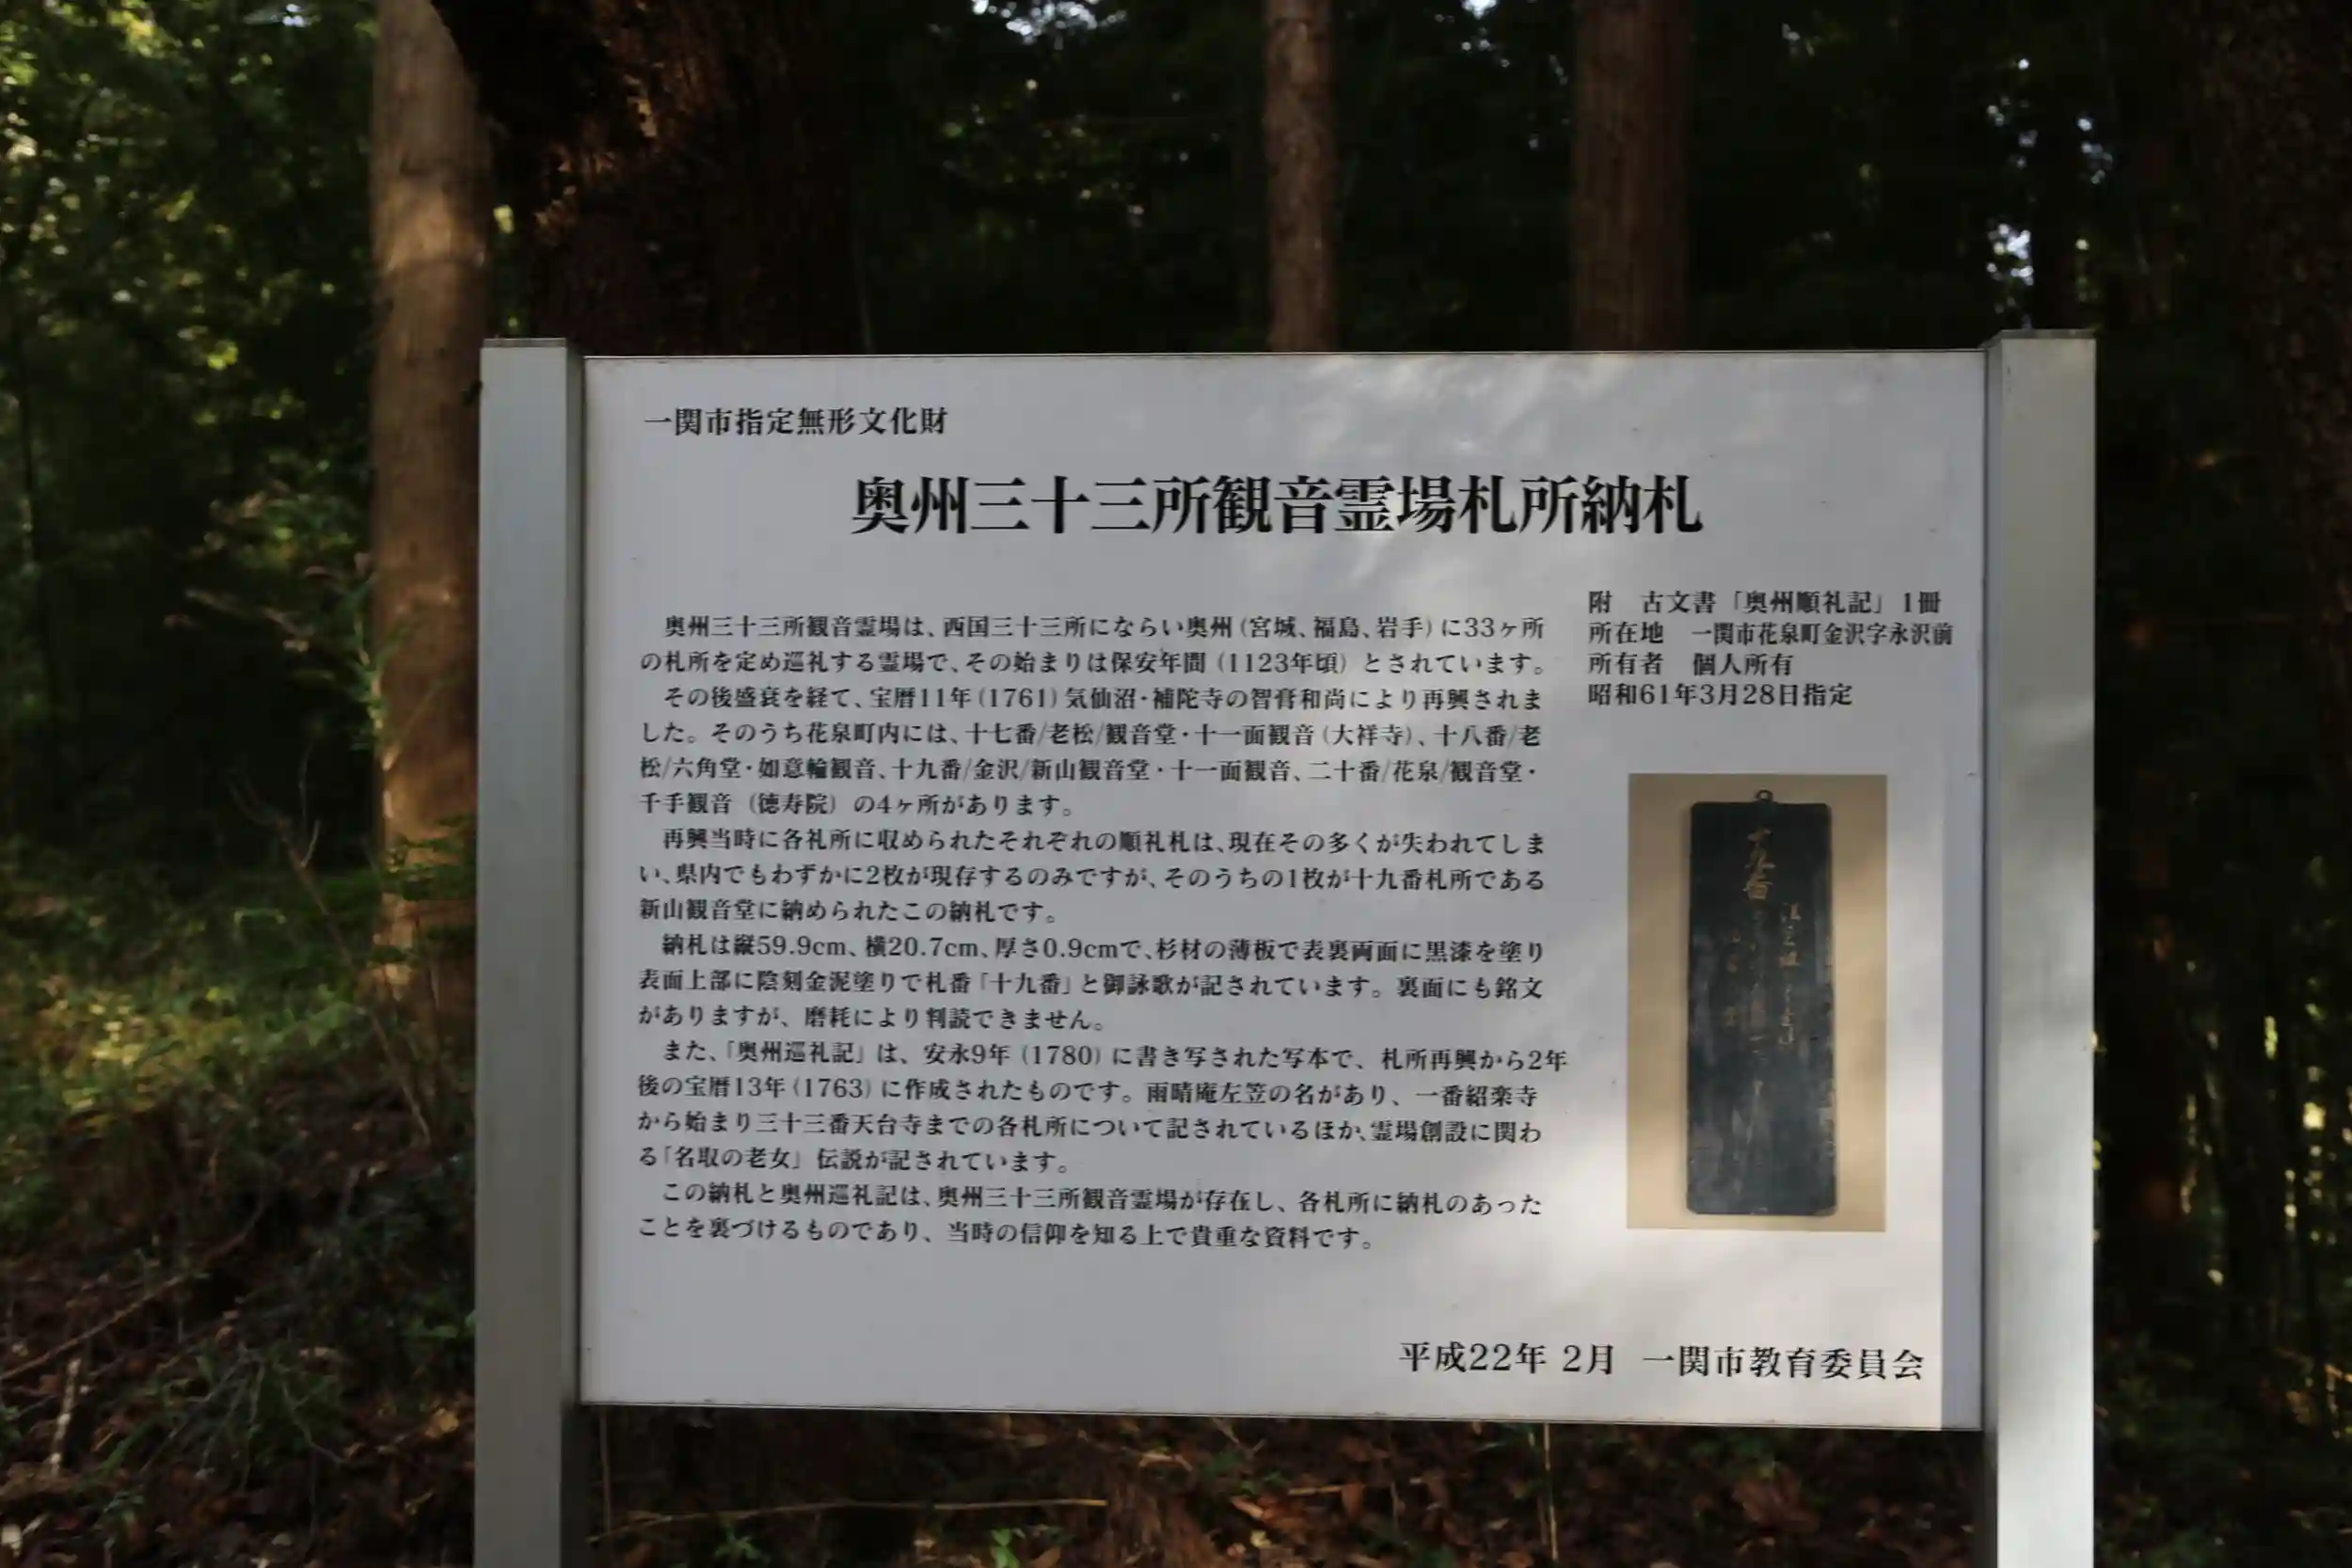 一関市指定無形文化財
奥州三十三所観音霊場札所納札
奥州三十三所観音霊場は、西国三十三所にならい奥州(宮城、福島、岩手)に33ヶ所
の札所を定め巡礼する霊場で、その始まりは保安年間(1123年頃)とされています。
その後盛衰を経て、宝暦11年(1761)気仙沼・補陀寺の智膏和尚により再興されま
した。そのうち花泉町内には、十七番/老松/観音堂・十一面観音(大祥寺)、十八番/老
松/六角堂・如意輪観音、十九番/金沢/新山観音堂・十一面観音、二十番/花泉/観音堂・
千手観音(徳寿院)の4ヶ所があります。
再興当時に各礼所に収められたそれぞれの順礼札は、現在その多くが失われてしま
い、県内でもわずかに2枚が現存するのみですが、そのうちの1枚が十九番札所である
新山観音堂に納められたこの納札です。
納札は縦59.9cm、横20.7cm、厚さ0.9cmで、杉材の薄板で表裏両面に黒漆を塗り
表面上部に陰刻金泥塗りで札番「十九番」と御詠歌が記されています。裏面にも銘文
がありますが、磨耗により判読できません。
また、「奥州巡礼記」は、安永9年(1780)に書き写された写本で、札所再興から2年
後の宝暦13年(1763)に作成されたものです。雨晴庵左笠の名があり、一番紹楽寺
から始まり三十三番天台寺までの各札所について記されているほか、霊場創設に関わ
る「名取の老女」伝説が記されています。
この納札と奥州巡礼記は、奥州三十三所観音霊場が存在し、各札所に納札のあった
ことを裏づけるものであり、当時の信仰を知る上で貴重な資料です。
附 古文書「奥州順礼記」1冊
所在地 一関市花泉町金沢字永沢前
所有者 個人所有
昭和61年3月28日指定
十九番
平成22年 2月 一関市教育委員会